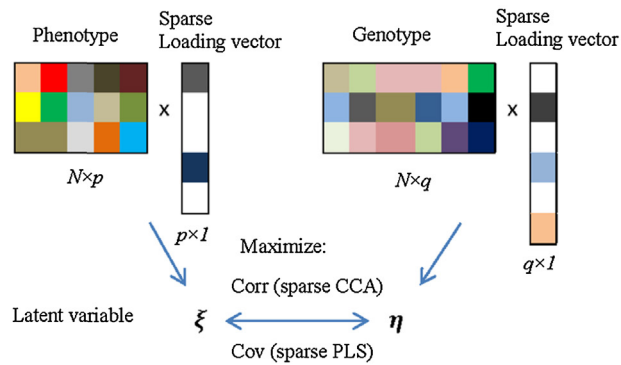 Phenotype
Sparse
Loading vector
Genotype
Sparse
Loading vector
x
x
N×p
N×q
p×1
q×1
Maximize:
Corr (sparse CCA)
Latent variable
ξ
η
Cov (sparse PLS)